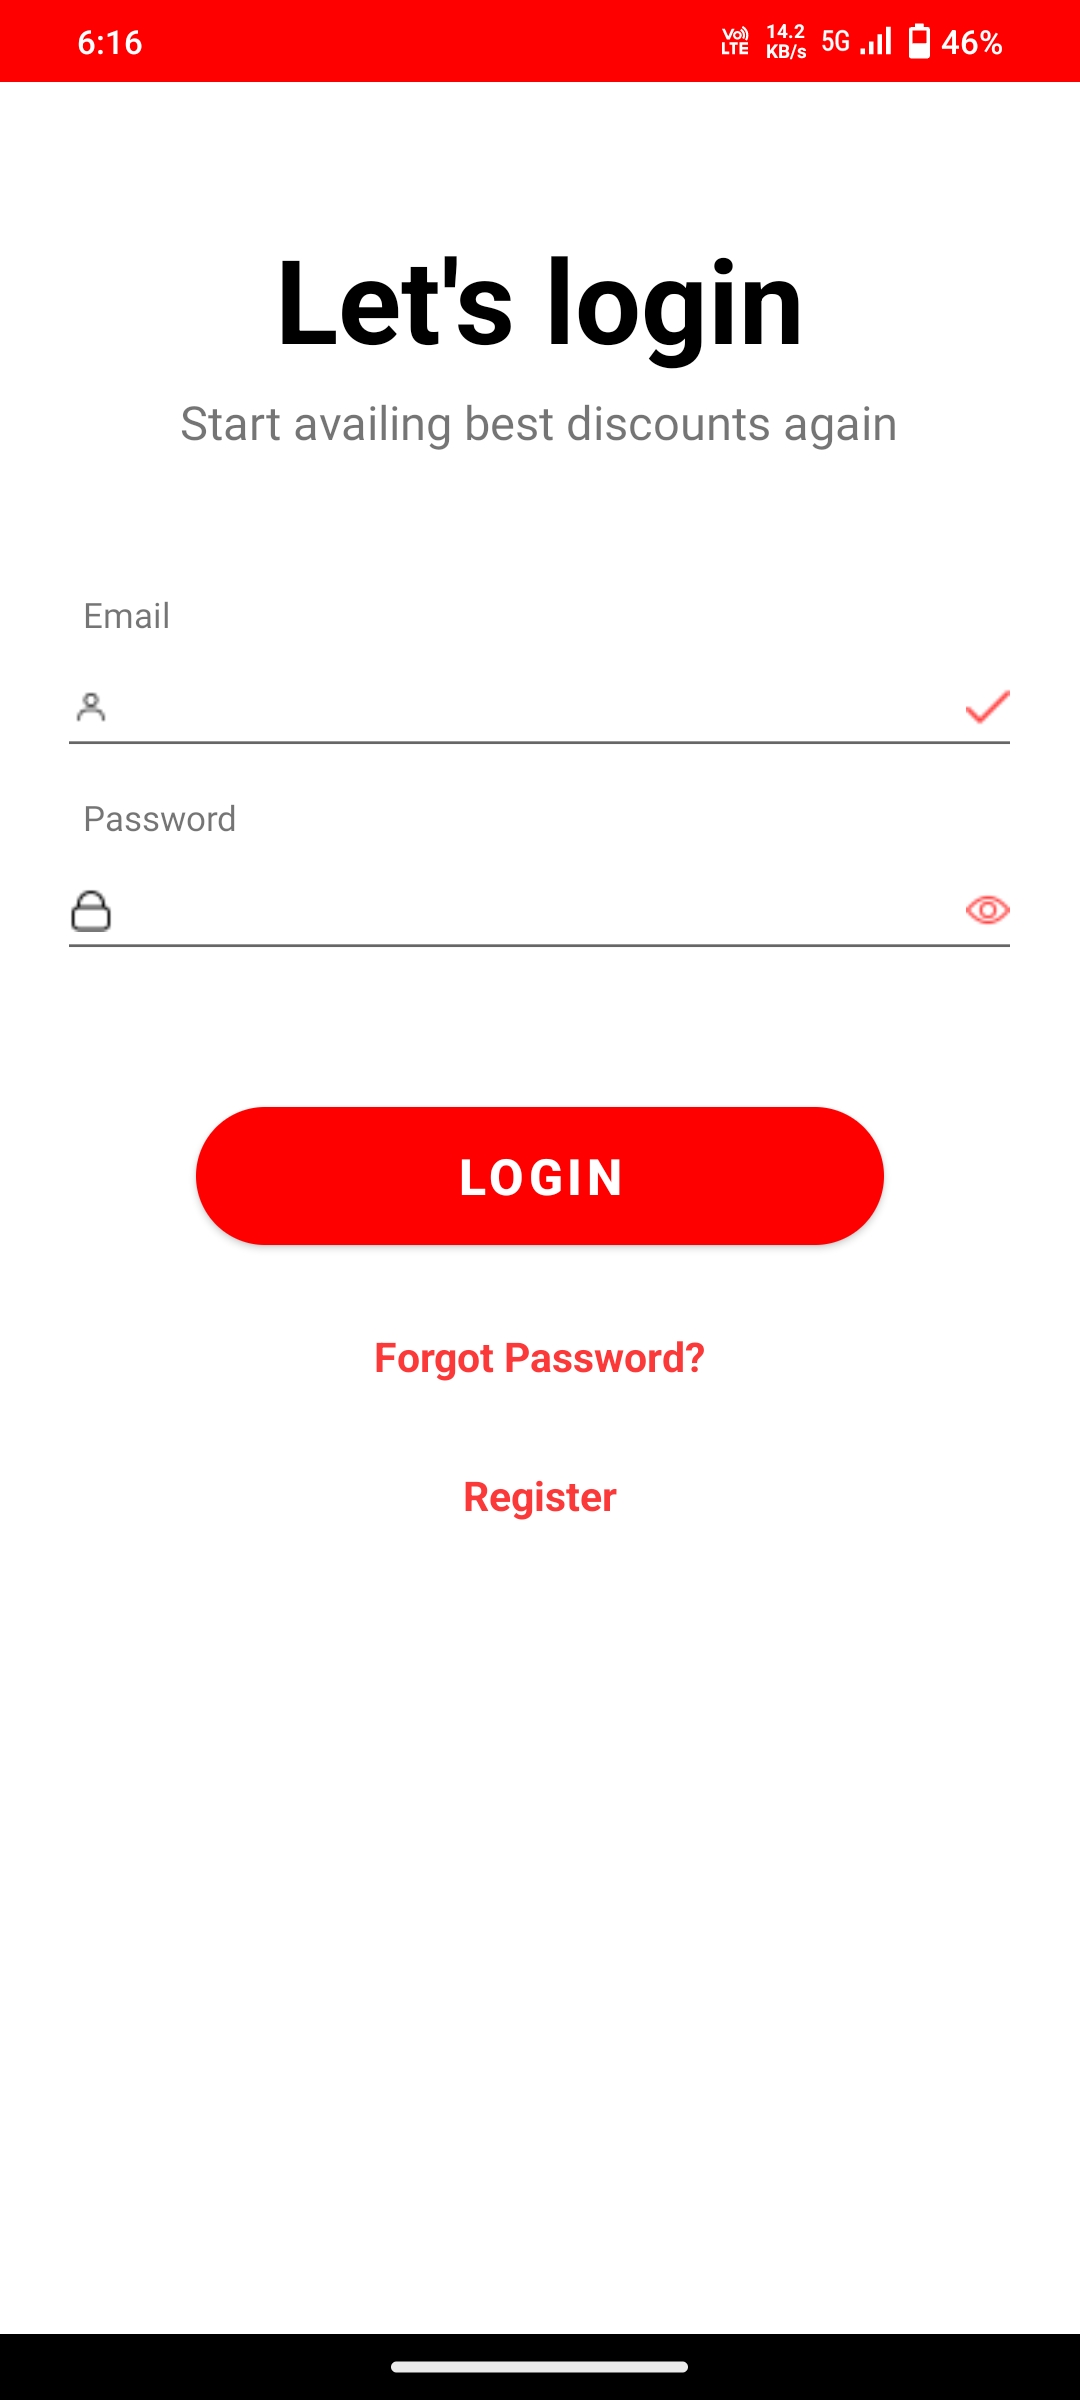 6:16
Vo)) LTE 14.2 KB/s 5G 46%
Let's login
Start availing best discounts again
Email
Password
LOGIN
Forgot Password?
Register